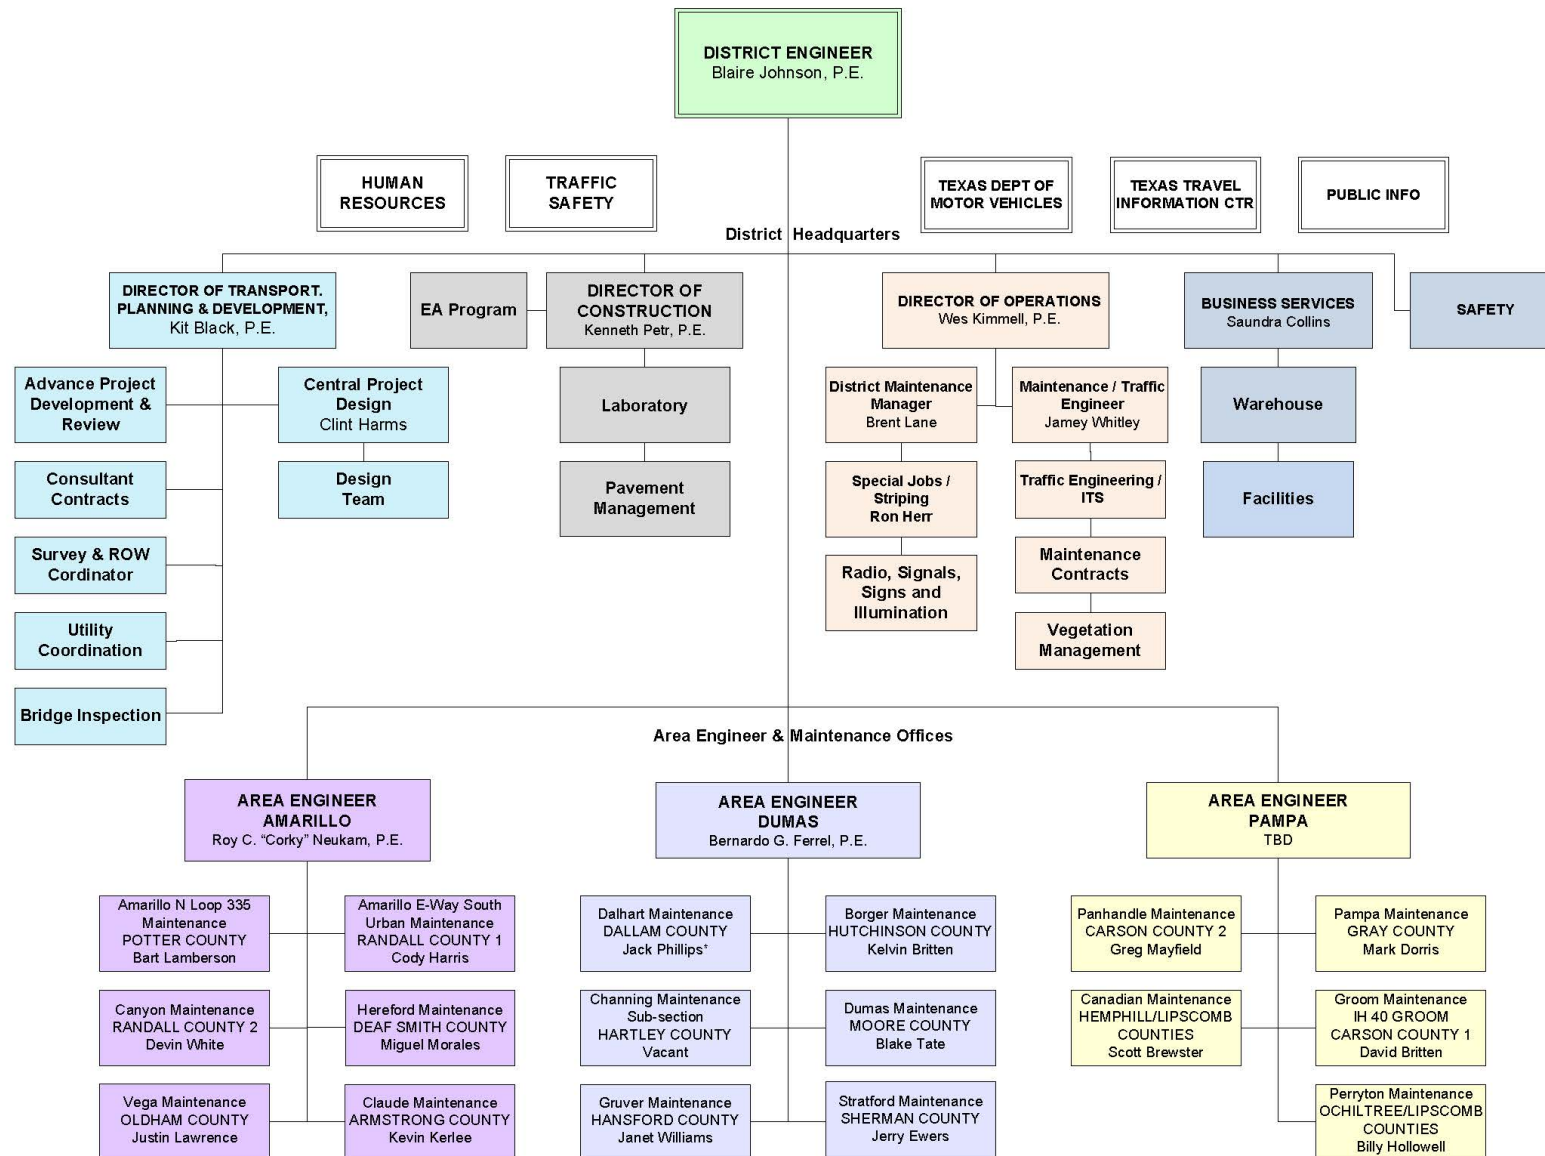 DISTRICT ENGINEER
Blaire Johnson, P.E.
HUMAN
RESOURCES
TRAFFIC
SAFETY
TEXAS DEPT OF
MOTOR VEHICLES
TEXAS TRAVEL
INFORMATION CTR
PUBLIC INFO
District Headquarters
DIRECTOR OF TRANSPORT.
PLANNING & DEVELOPMENT,
Kit Black, P.E.
EA Program
DIRECTOR OF
CONSTRUCTION
Kenneth Petr, P.E.
DIRECTOR OF OPERATIONS
Wes Kimmell, P.E.
BUSINESS SERVICES
Saundra Collins
SAFETY
Advance Project
Development &
Review
Central Project
Design
Clint Harms
Laboratory
District Maintenance
Manager
Brent Lane
Maintenance / Traffic
Engineer
Jamey Whitley
Warehouse
Consultant
Contracts
Design
Team
Pavement
Management
Special Jobs /
Striping
Ron Herr
Traffic Engineering /
ITS
Facilities
Survey & ROW
Cordinator
Radio, Signals,
Signs and
Illumination
Maintenance
Contracts
Utility
Coordination
Vegetation
Management
Bridge Inspection
Area Engineer & Maintenance Offices
AREA ENGINEER
AMARILLO
Roy C. “Corky” Neukam, P.E.
AREA ENGINEER
DUMAS
Bernardo G. Ferrel, P.E.
AREA ENGINEER
PAMPA
TBD
Amarillo N Loop 335
Maintenance
POTTER COUNTY
Bart Lamberson
Amarillo E-Way South
Urban Maintenance
RANDALL COUNTY 1
Cody Harris
Dalhart Maintenance
DALLAM COUNTY
Jack Phillips*
Borger Maintenance
HUTCHINSON COUNTY
Kelvin Britten
Panhandle Maintenance
CARSON COUNTY 2
Greg Mayfield
Pampa Maintenance
GRAY COUNTY
Mark Dorris
Canyon Maintenance
RANDALL COUNTY 2
Devin White
Hereford Maintenance
DEAF SMITH COUNTY
Miguel Morales
Channing Maintenance
Sub-section
HARTLEY COUNTY
Vacant
Dumas Maintenance
MOORE COUNTY
Blake Tate
Canadian Maintenance
HEMPHILL/LIPSCOMB
COUNTIES
Scott Brewster
Groom Maintenance
IH 40 GROOM
CARSON COUNTY 1
David Britten
Vega Maintenance
OLDHAM COUNTY
Justin Lawrence
Claude Maintenance
ARMSTRONG COUNTY
Kevin Kerlee
Gruver Maintenance
HANSFORD COUNTY
Janet Williams
Stratford Maintenance
SHERMAN COUNTY
Jerry Ewers
Perryton Maintenance
OCHILTREE/LIPSCOMB
COUNTIES
Billy Hollowell